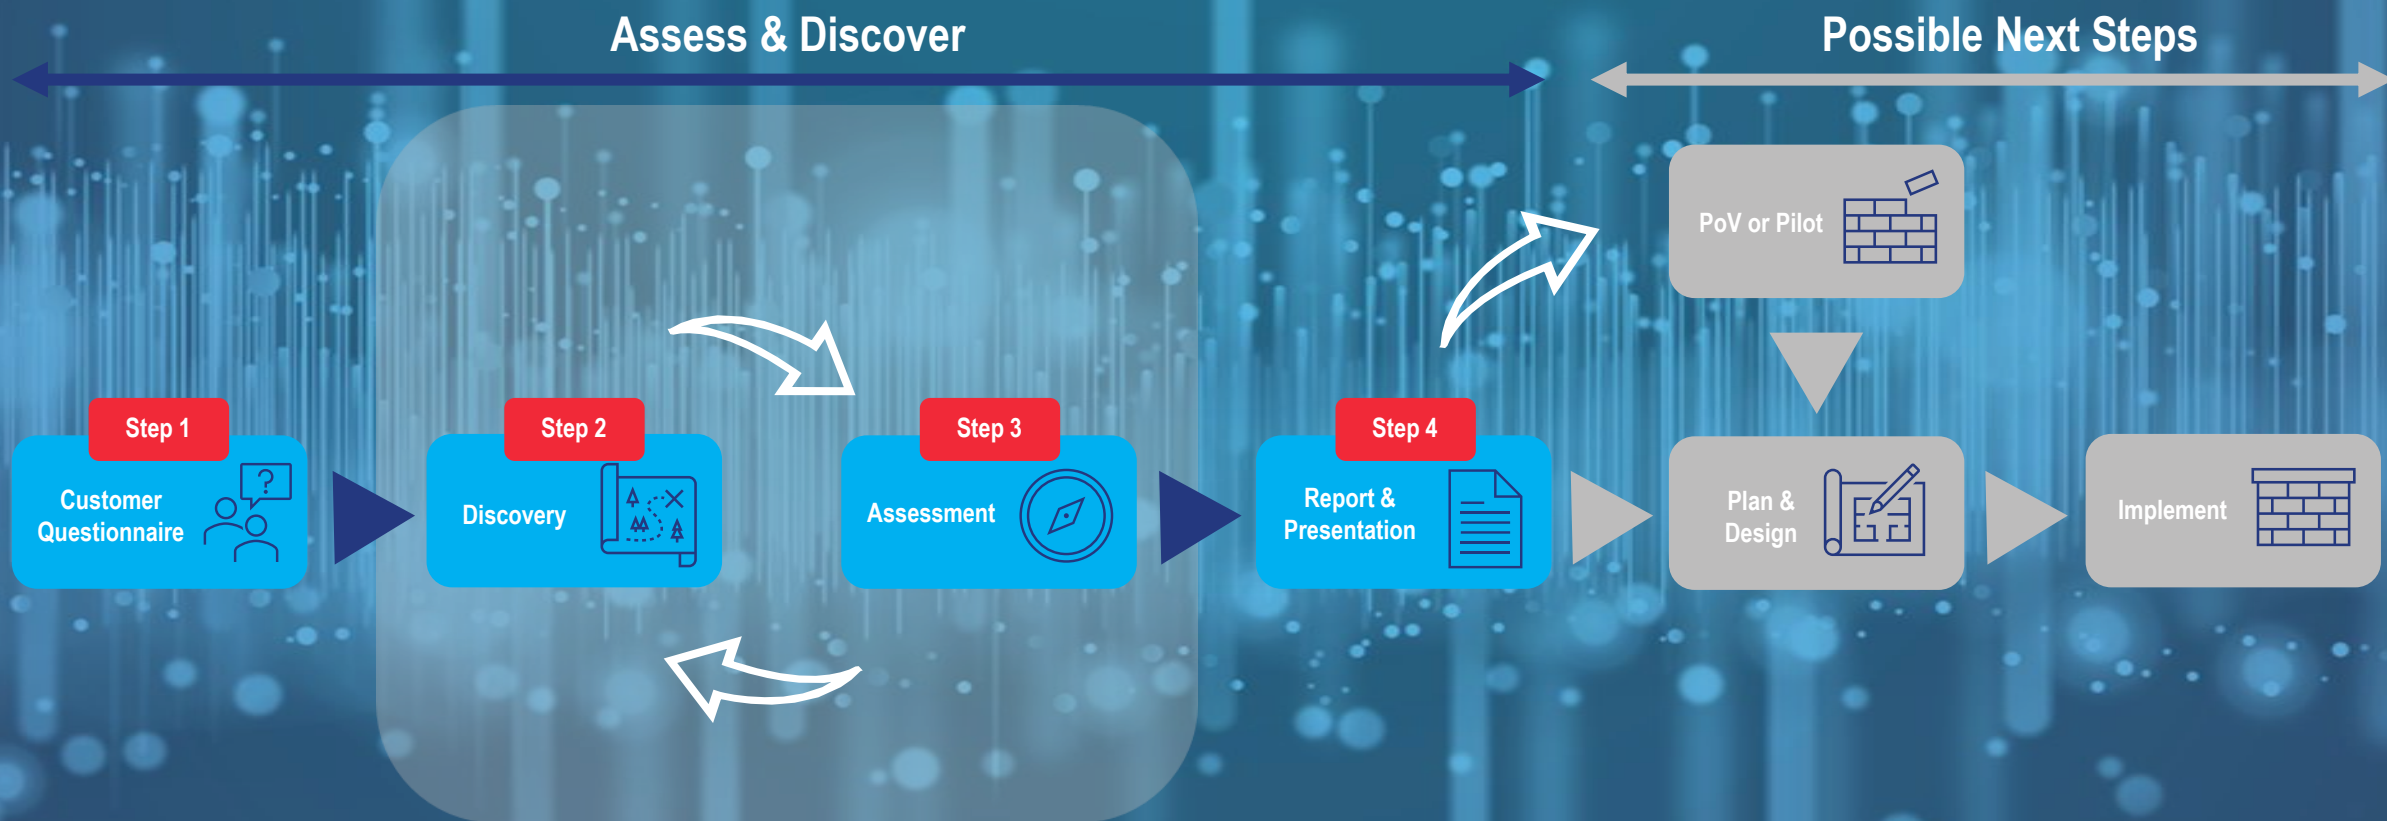 Assess & Discover
Possible Next Steps
PoV or Pilot
Step 1
Customer
Questionnaire
?
Step 2
Discovery
Step 3
Assessment
Step 4
Report &
Presentation
Plan &
Design
Implement